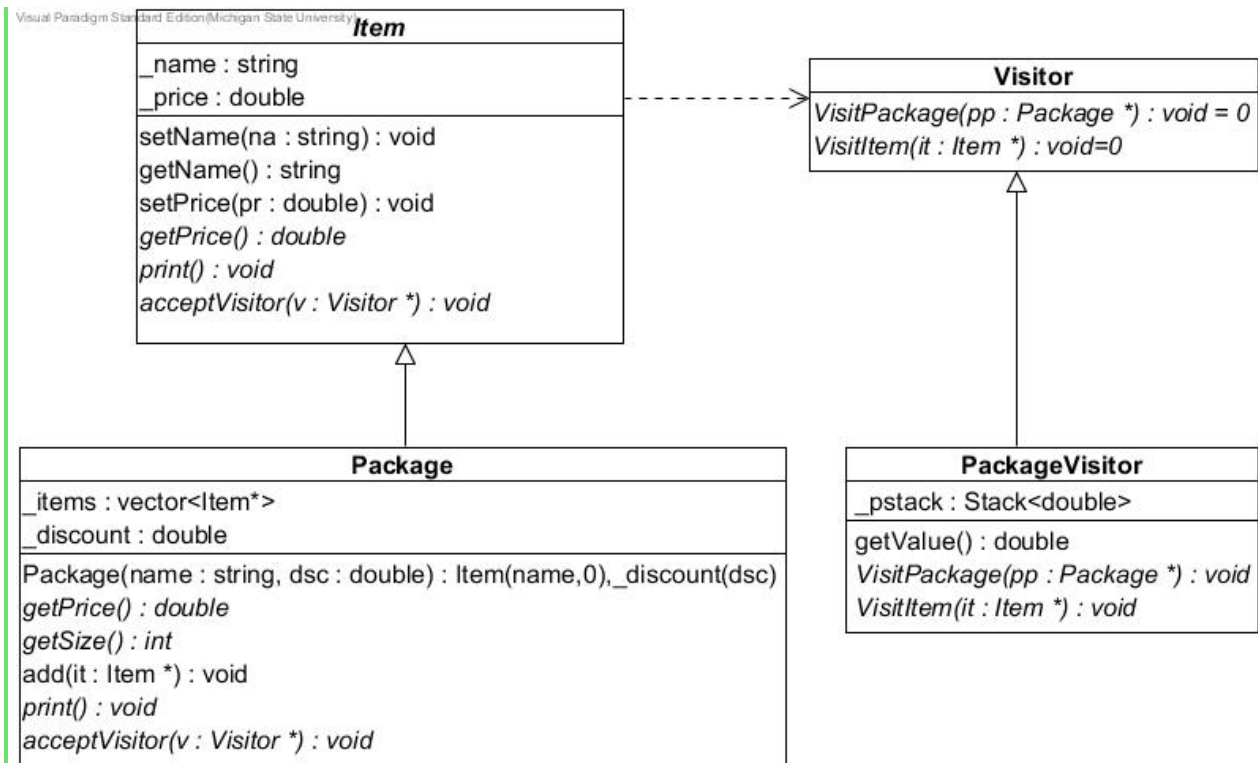 Visual Paradigm Standard Edition(Michigan State University)
Item
_name : string
_price : double
setName(na : string) : void
getName() : string
setPrice(pr : double) : void
getPrice() : double
print() : void
acceptVisitor(v : Visitor *) : void
Visitor
VisitPackage(pp : Package *) : void = 0
VisitItem(it : Item *) : void=0
Package
_items : vector<Item*>
_discount : double
Package(name : string, dsc : double) : Item(name,0),_discount(dsc)
getPrice() : double
getSize() : int
add(it : Item *) : void
print() : void
acceptVisitor(v : Visitor *) : void
PackageVisitor
_pstack : Stack<double>
getValue() : double
VisitPackage(pp : Package *) : void
VisitItem(it : Item *) : void